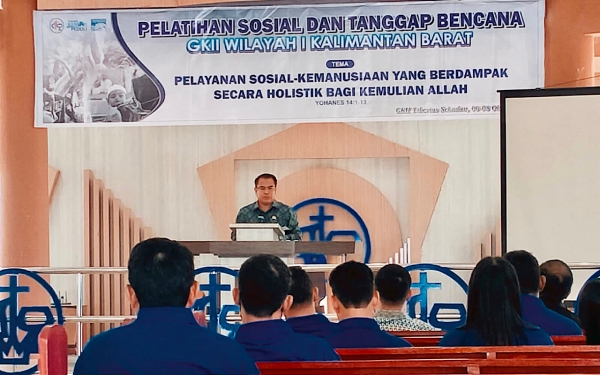 PELATIHAN SOSIAL DAN TANGGAP BENCANA
GKII WILAYAH I KALIMANTAN BARAT
TEMA
PELAYANAN SOSIAL-KEMANUSIAAN YANG BERDAMPAK
SECARA HOLISTIK BAGI KEMULIAN ALLAH
YOHANES 14:1-13